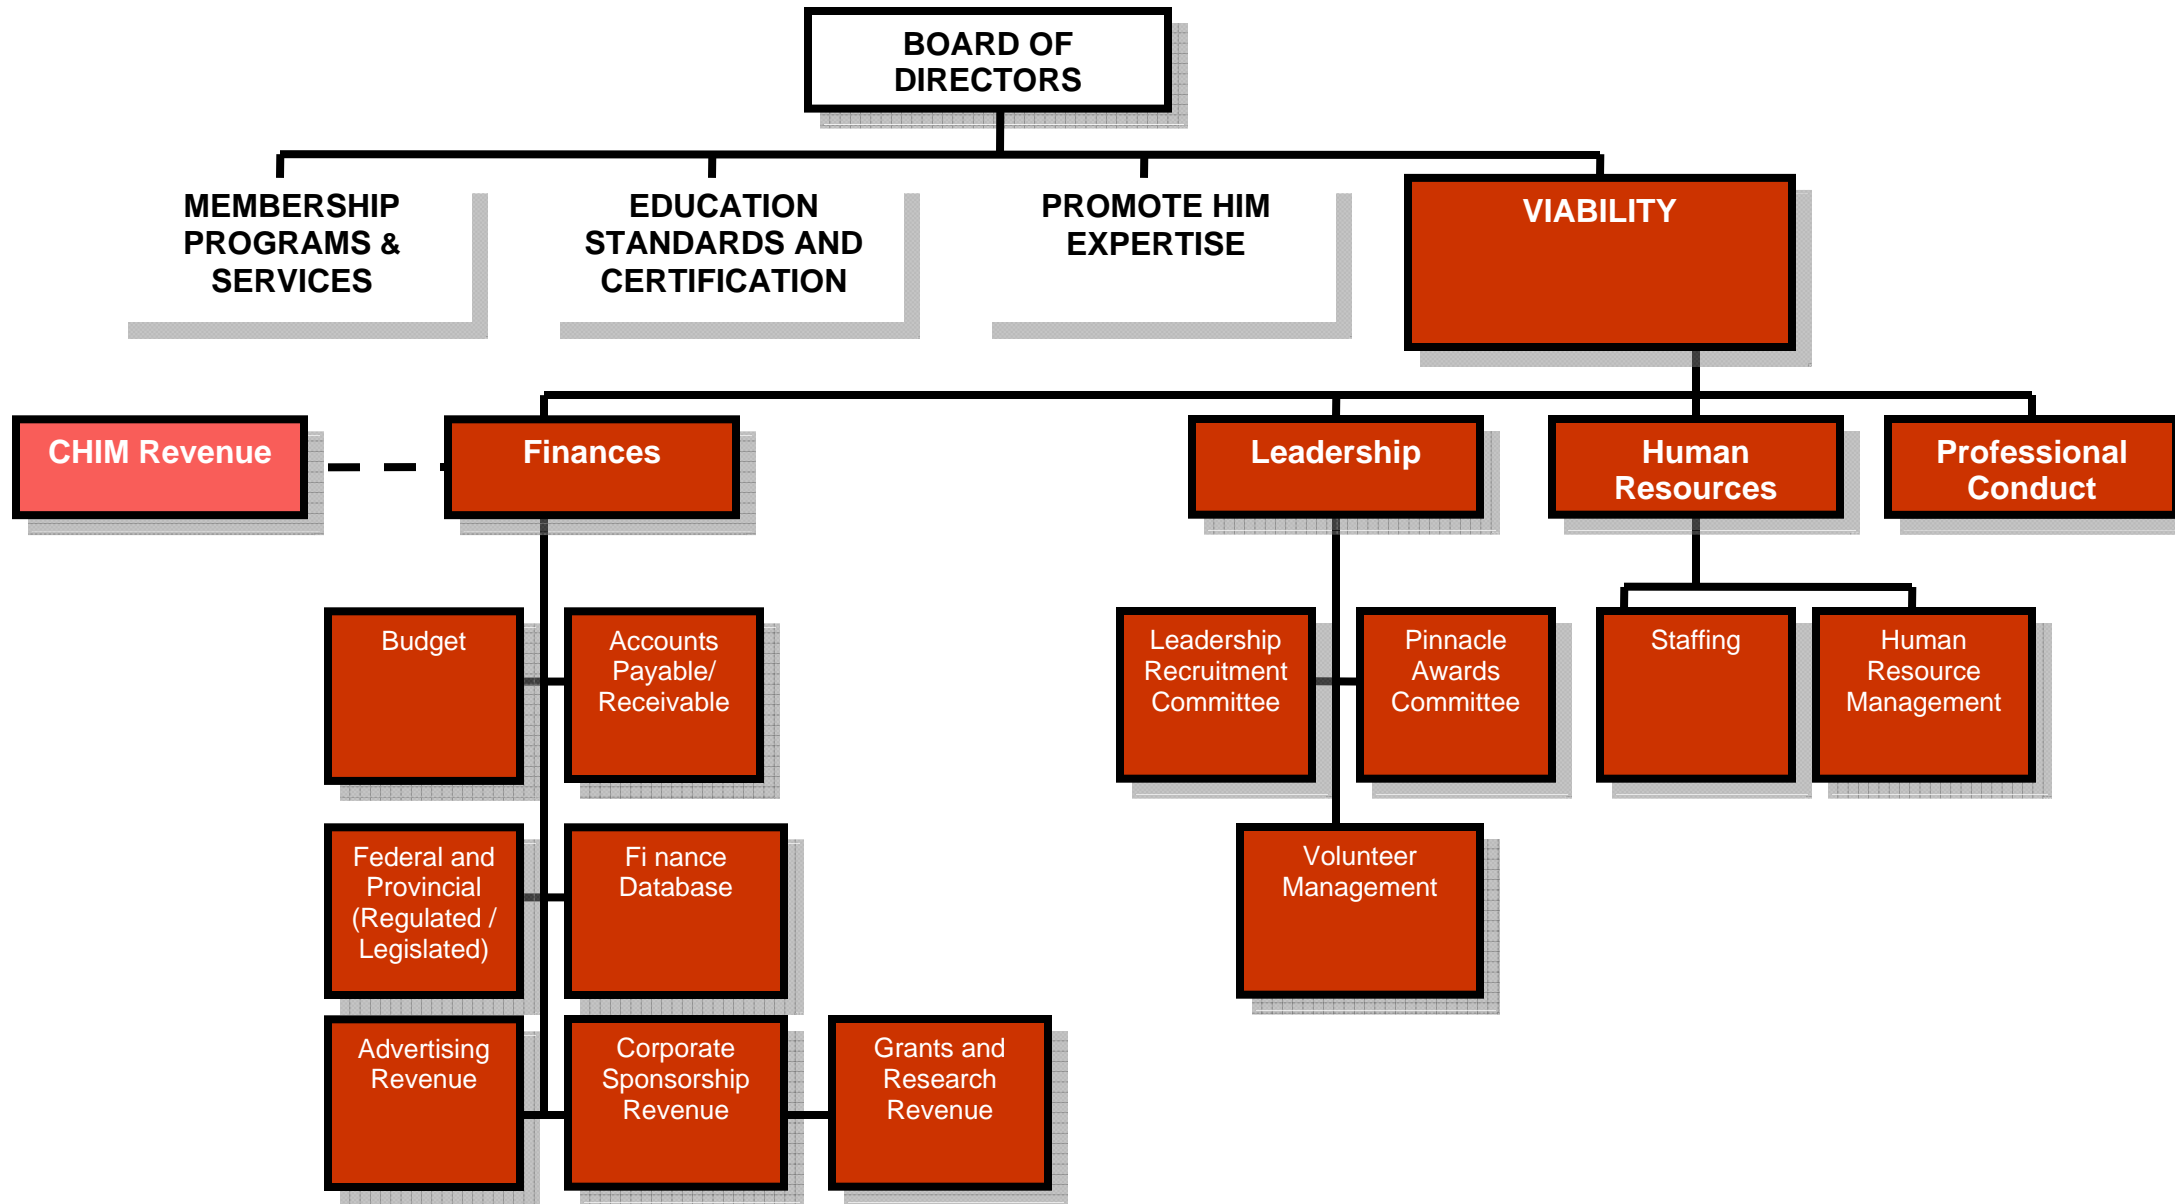 BOARD OF
DIRECTORS
MEMBERSHIP
PROGRAMS &
SERVICES
EDUCATION
STANDARDS AND
CERTIFICATION
PROMOTE HIM
EXPERTISE
VIABILITY
CHIM Revenue
Finances
Leadership
Human
Resources
Professional
Conduct
Budget
Accounts
Payable/
Receivable
Leadership
Recruitment
Committee
Pinnacle
Awards
Committee
Staffing
Human
Resource
Management
Federal and
Provincial
(Regulated /
Legislated)
Fi nance
Database
Volunteer
Management
Advertising
Revenue
Corporate
Sponsorship
Revenue
Grants and
Research
Revenue